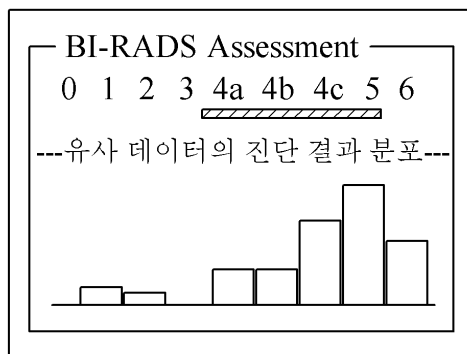 BI-RADS Assessment
0 1 2 3 4a 4b 4c 5 6
---유사 데이터의 진단 결과 분포---